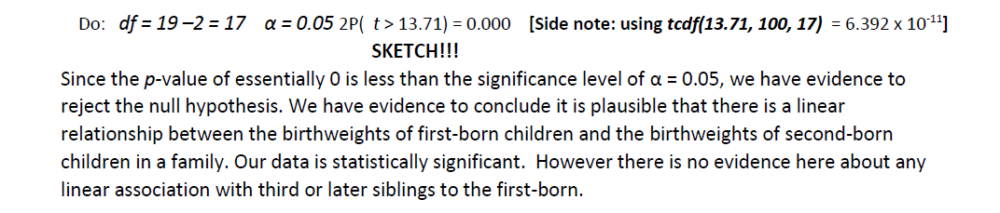 Do: df = 19 –2 = 17 α = 0.05 2P( t > 13.71) = 0.000 [Side note: using tcdf(13.71, 100, 17) = 6.392 x 10⁻¹¹]
SKETCH!!!
Since the p-value of essentially 0 is less than the significance level of α = 0.05, we have evidence to
reject the null hypothesis. We have evidence to conclude it is plausible that there is a linear
relationship between the birthweights of first-born children and the birthweights of second-born
children in a family. Our data is statistically significant.  However there is no evidence here about any
linear association with third or later siblings to the first-born.